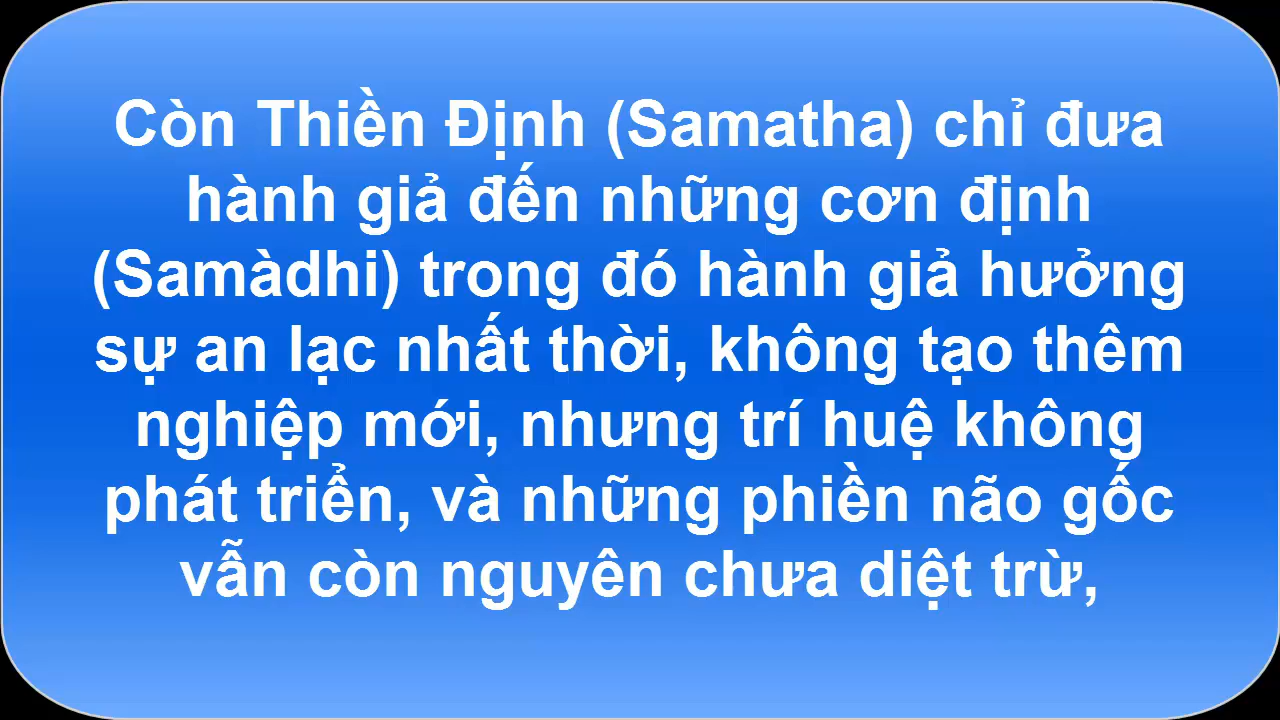 Còn Thiền Định (Samatha) chỉ đưa
hành giả đến những cơn định
(Samàdhi) trong đó hành giả hưởng
sự an lạc nhất thời, không tạo thêm
nghiệp mới, nhưng trí huệ không
phát triển, và những phiền não gốc
vẫn còn nguyên chưa diệt trừ,